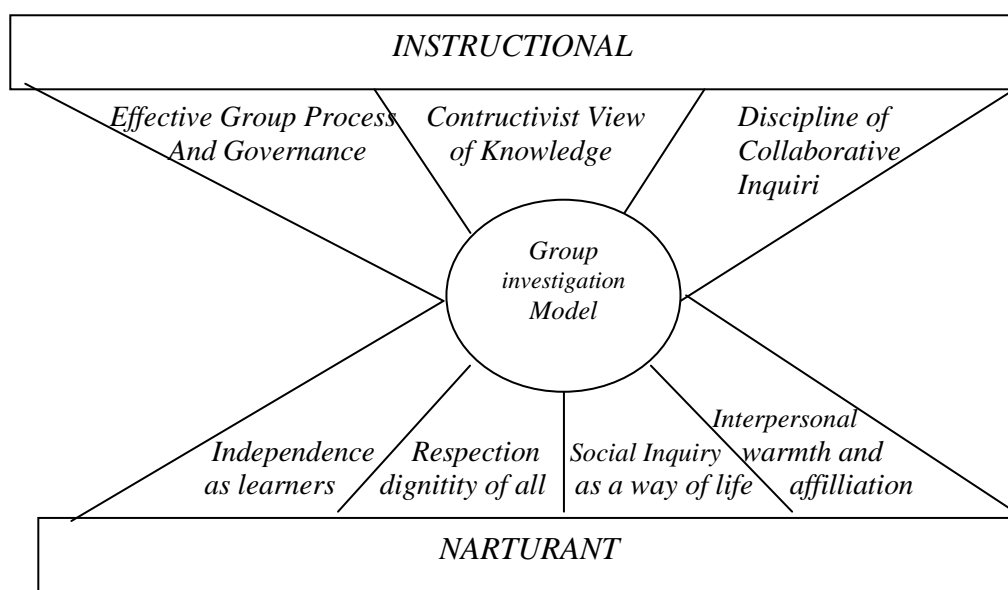 INSTRUCTIONAL
Effective Group Process
And Governance
Contructivist View
of Knowledge
Discipline of
Collaborative
Inquiri
Group
investigation
Model
Independence
as learners
Respection
dignitity of all
Social Inquiry
as a way of life
Interpersonal
warmth and
affilliation
NARTURANT